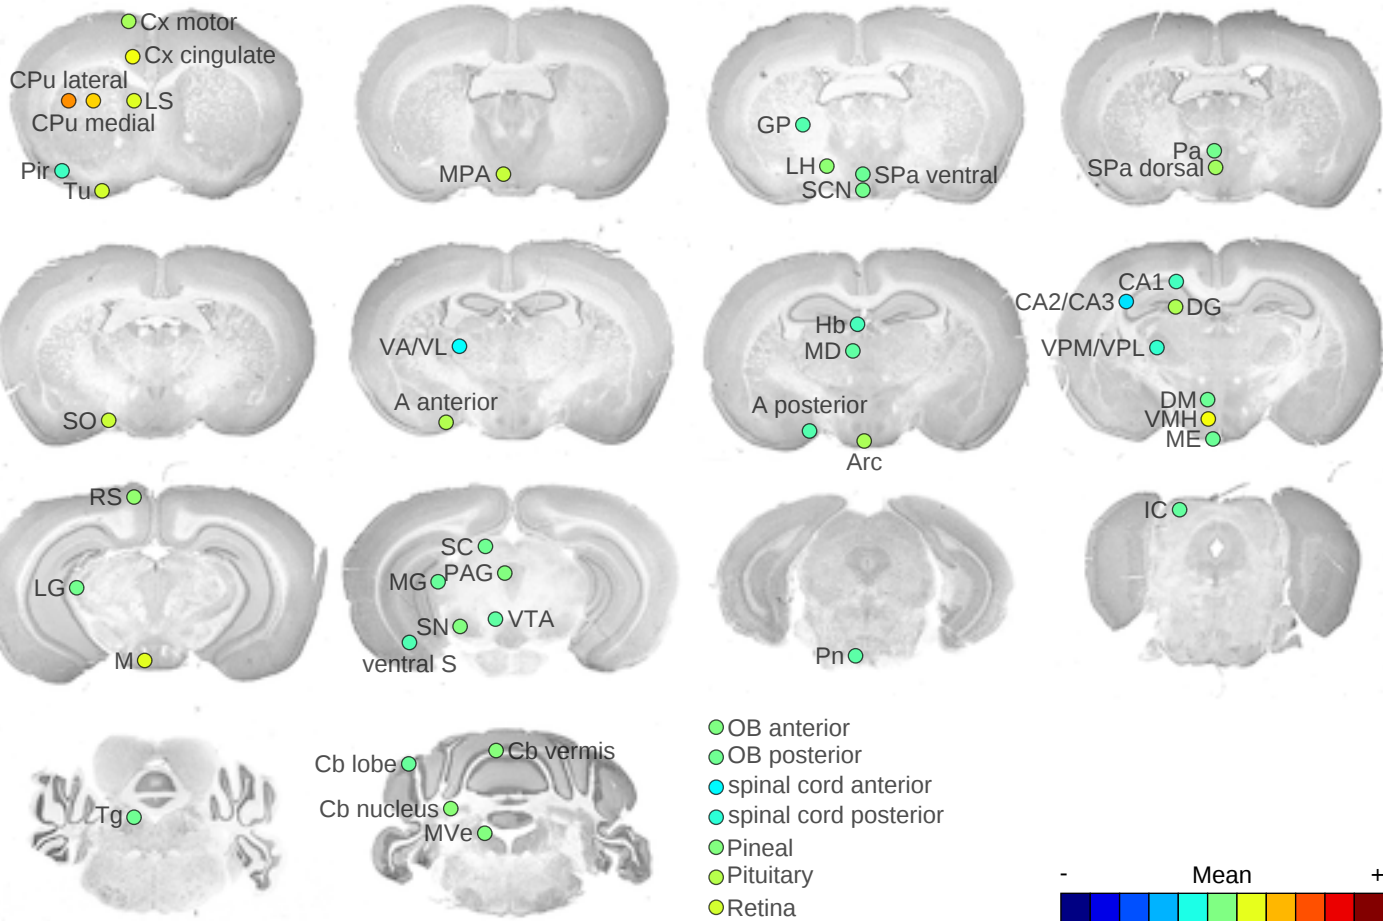 Cx motor
Cx cingulate
CPu lateral
LS
CPu medial
Pir
Tu
MPA
GP
LH
SPa ventral
SCN
Pa
SPa dorsal
SO
VA/VL
A anterior
Hb
MD
A posterior
Arc
CA1
CA2/CA3
DG
VPM/VPL
DM
VMH
ME
RS
LG
M
SC
MG
PAG
SN
VTA
ventral S
Pn
IC
Tg
Cb lobe
Cb vermis
Cb nucleus
MVe
OB anterior
OB posterior
spinal cord anterior
spinal cord posterior
Pineal
Pituitary
Retina
- Mean +